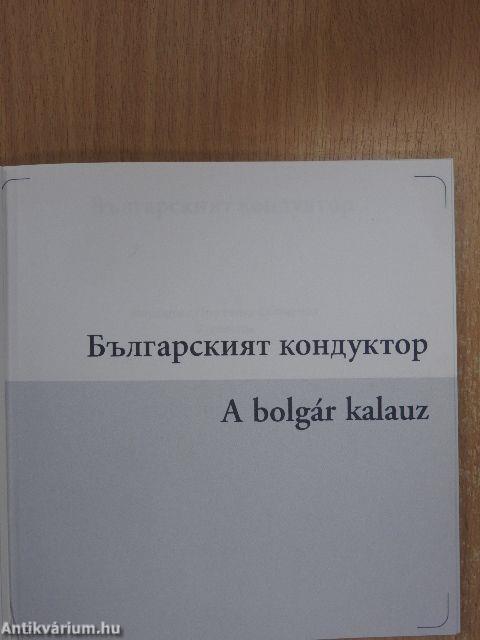 Българският кондуктор
A bolgár kalauz
Antikvárium.hu